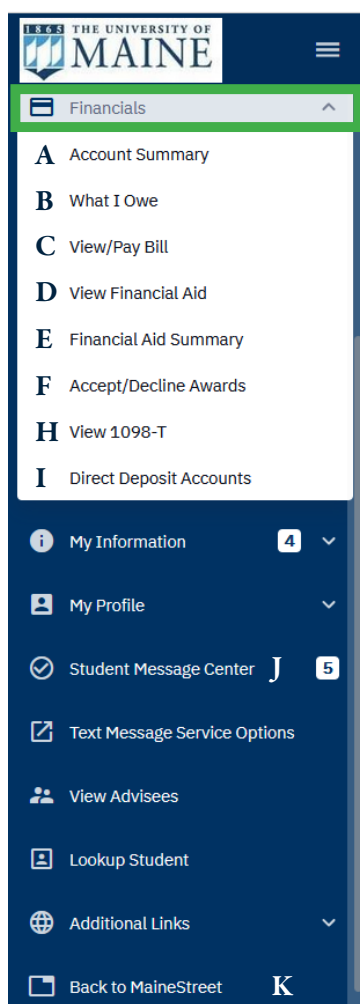 1865 THE UNIVERSITY OF
MAINE
Financials
A Account Summary
B What I Owe
C View/Pay Bill
D View Financial Aid
E Financial Aid Summary
F Accept/Decline Awards
H View 1098-T
I Direct Deposit Accounts
My Information 4
My Profile
Student Message Center J 5
Text Message Service Options
View Advisees
Lookup Student
Additional Links
Back to MaineStreet K